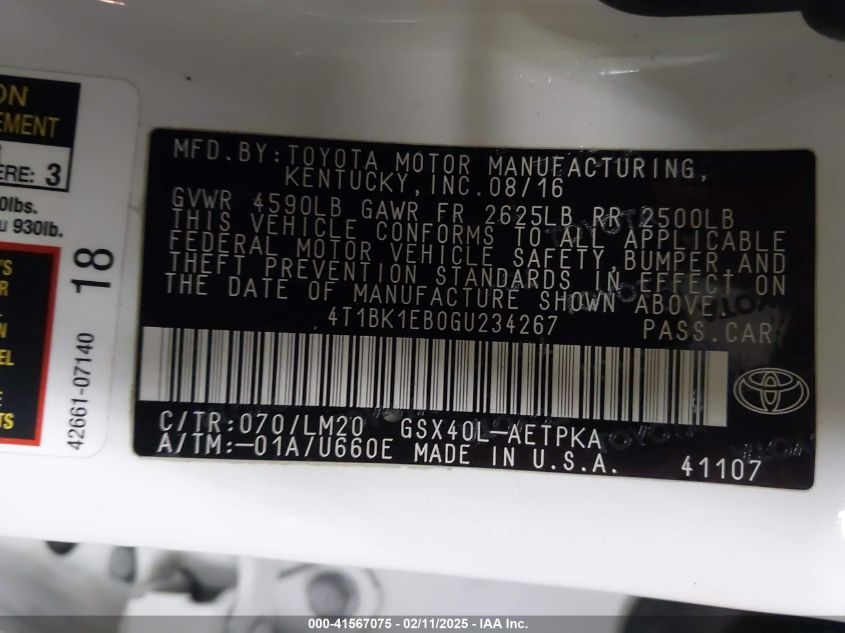 ON
EMENT
ERE: 3
0lbs.
u 930lb.
'S
R
EL
E
TS
18
42661-07140
MFD.BY:TOYOTA MOTOR MANUFACTURING,
KENTUCKY,INC.08/16
GVWR 4590LB GAWR FR 2625LB RR 2500LB
THIS VEHICLE CONFORMS TO ALL APPLICABLE
FEDERAL MOTOR VEHICLE SAFETY,BUMPER AND
THEFT PREVENTION STANDARDS IN EFFECT ON
THE DATE OF MANUFACTURE SHOWN ABOVE.
4T1BK1EB0GU234267 PASS.CAR
C/TR:070/LM20 GSX40L-AETPKA
A/TM:-01A/U660E MADE IN U.S.A. 41107
000-41567075 - 02/11/2025 - IAA Inc.